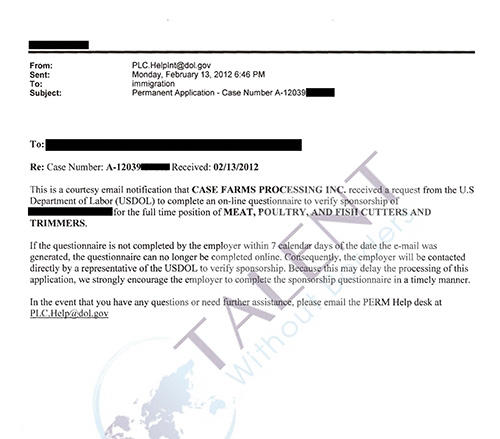 From: PLC.HelpInt@dol.gov
Sent: Monday, February 13, 2012 6:46 PM
To: immigration
Subject: Permanent Application - Case Number A-12039
To:
Re: Case Number: A-12039 Received: 02/13/2012
This is a courtesy email notification that CASE FARMS PROCESSING INC. received a request from the U.S
Department of Labor (USDOL) to complete an on-line questionnaire to verify sponsorship of
for the full time position of MEAT, POULTRY, AND FISH CUTTERS AND
TRIMMERS.
If the questionnaire is not completed by the employer within 7 calendar days of the date the e-mail was
generated, the questionnaire can no longer be completed online. Consequently, the employer will be contacted
directly by a representative of the USDOL to verify sponsorship. Because this may delay the processing of this
application, we strongly encourage the employer to complete the sponsorship questionnaire in a timely manner.
In the event that you have any questions or need further assistance, please email the PERM Help desk at
PLC.Help@dol.gov
TALENT
Without Borders